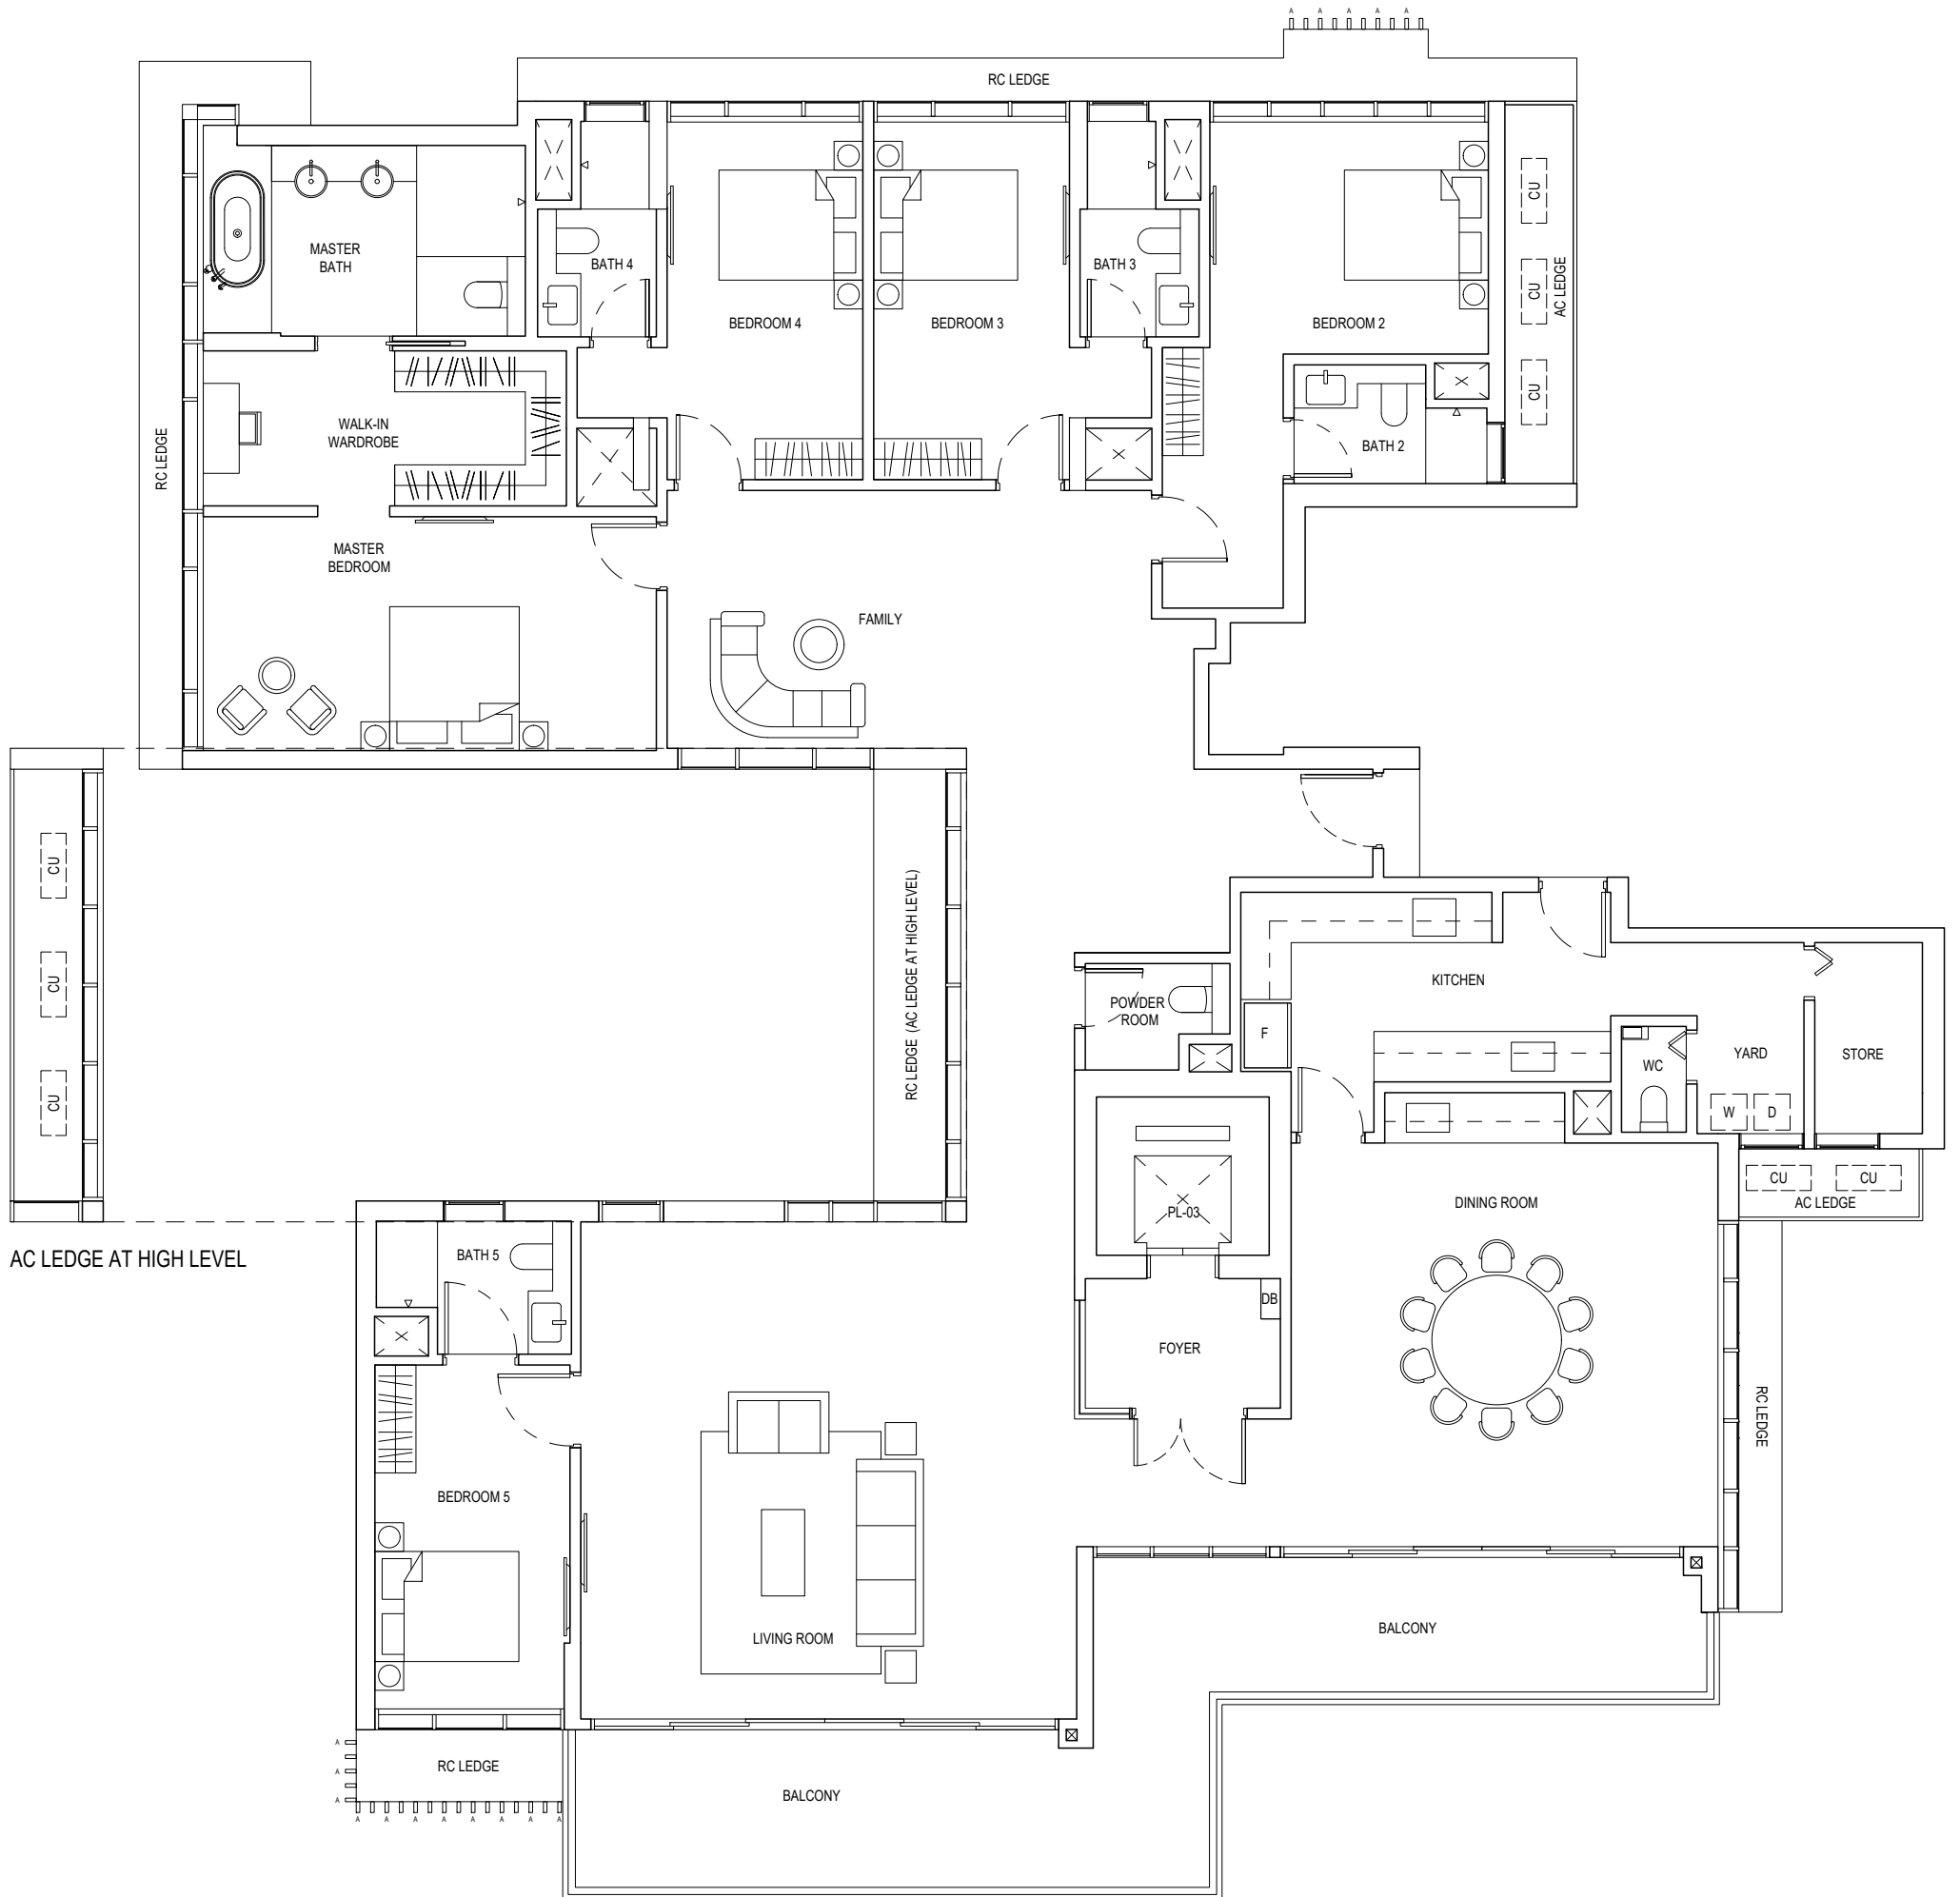 A A A A A
RC LEDGE
MASTER
BATH
BATH 4
BEDROOM 4
BEDROOM 3
BATH 3
BEDROOM 2
CU
CU
CU
AC LEDGE
RC LEDGE
WALK-IN
WARDROBE
BATH 2
MASTER
BEDROOM
FAMILY
CU
CU
CU
AC LEDGE AT HIGH LEVEL
RC LEDGE (AC LEDGE AT HIGH LEVEL)
POWDER
ROOM
F
KITCHEN
WC
YARD
STORE
W
D
CU
CU
AC LEDGE
PL-03
DINING ROOM
DB
FOYER
RC LEDGE
BATH 5
BEDROOM 5
LIVING ROOM
BALCONY
A
A
A
RC LEDGE
A A A A A A A A
BALCONY